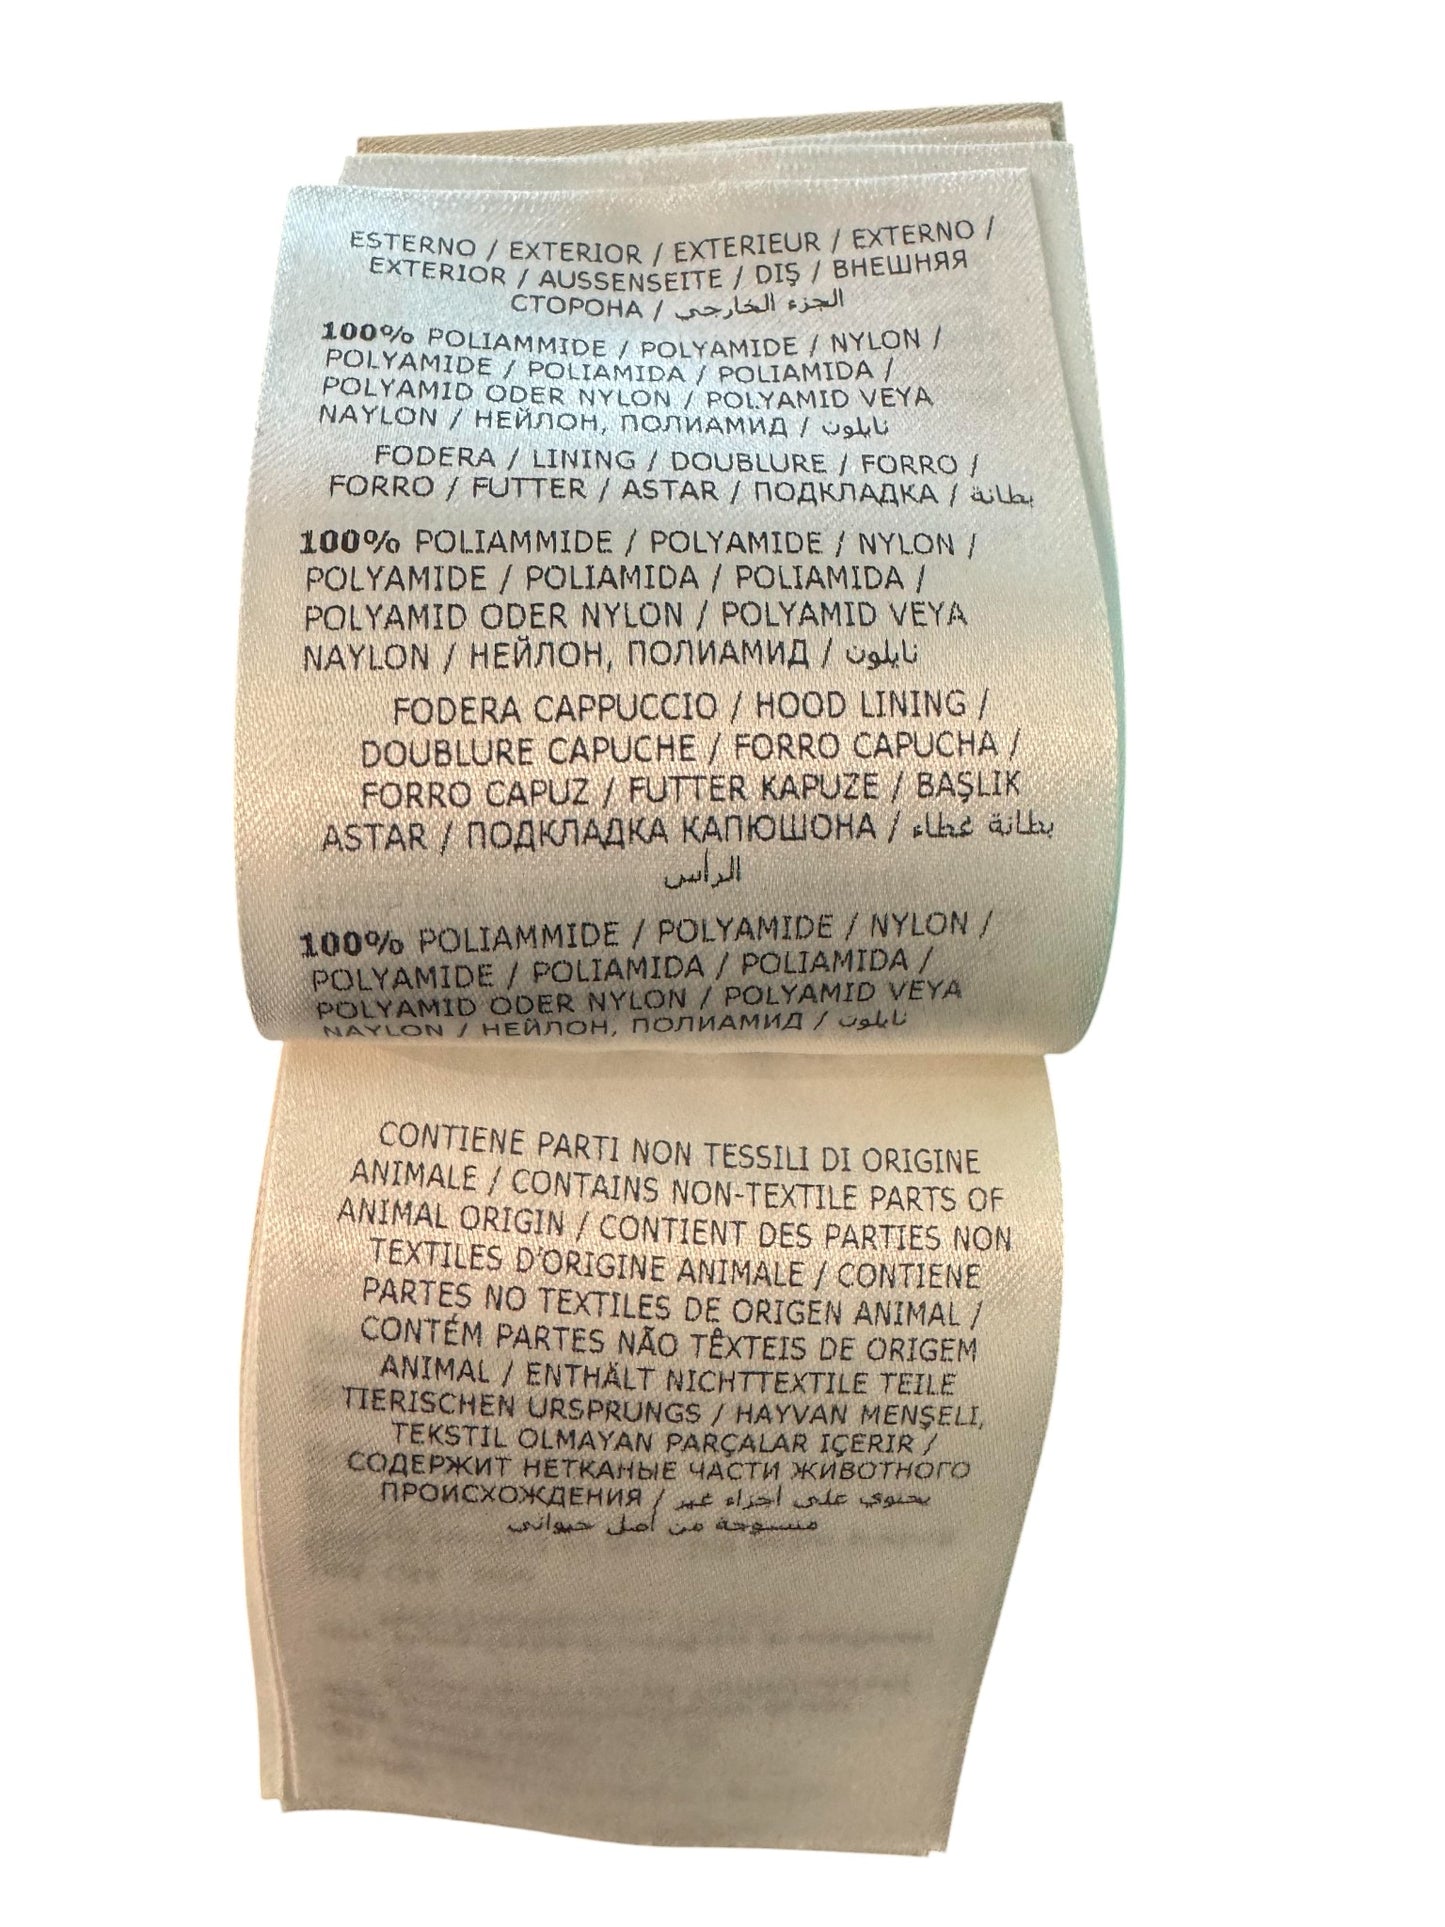 ESTERNO / EXTERIOR / EXTERIEUR / EXTERNO /
EXTERIOR / AUSSENSEITE / DIŞ / ВНЕШНЯЯ
СТОРОНА / الجزء الخارجي
100% POLIAMMIDE / POLYAMIDE / NYLON /
POLYAMIDE / POLIAMIDA / POLIAMIDA /
POLYAMID ODER NYLON / POLYAMID VEYA
NAYLON / НЕЙЛОН, ПОЛИАМИД / نايلون
FODERA / LINING / DOUBLURE / FORRO /
FORRO / FUTTER / ASTAR / ПОДКЛАДКА / بطانة
100% POLIAMMIDE / POLYAMIDE / NYLON /
POLYAMIDE / POLIAMIDA / POLIAMIDA /
POLYAMID ODER NYLON / POLYAMID VEYA
NAYLON / НЕЙЛОН, ПОЛИАМИД / نايلون
FODERA CAPPUCCIO / HOOD LINING /
DOUBLURE CAPUCHE / FORRO CAPUCHA /
FORRO CAPUZ / FUTTER KAPUZE / BAŞLIK
ASTAR / ПОДКЛАДКА КАПЮШОНА / بطانة غطاء
الرأس
100% POLIAMMIDE / POLYAMIDE / NYLON /
POLYAMIDE / POLIAMIDA / POLIAMIDA /
POLYAMID ODER NYLON / POLYAMID VEYA
NAYLON / НЕЙЛОН, ПОЛИАМИД / نايلون
CONTIENE PARTI NON TESSILI DI ORIGINE
ANIMALE / CONTAINS NON-TEXTILE PARTS OF
ANIMAL ORIGIN / CONTIENT DES PARTIES NON
TEXTILES D'ORIGINE ANIMALE / CONTIENE
PARTES NO TEXTILES DE ORIGEN ANIMAL /
CONTÉM PARTES NÃO TÊXTEIS DE ORIGEM
ANIMAL / ENTHÄLT NICHTTEXTILE TEILE
TIERISCHEN URSPRUNGS / HAYVAN MENŞELI,
TEKSTIL OLMAYAN PARÇALAR IÇERIR /
СОДЕРЖИТ НЕТКАНЫЕ ЧАСТИ ЖИВОТНОГО
ПРОИСХОЖДЕНИЯ / يحتوي على أجزاء غير
منسوجة من أصل حيواني